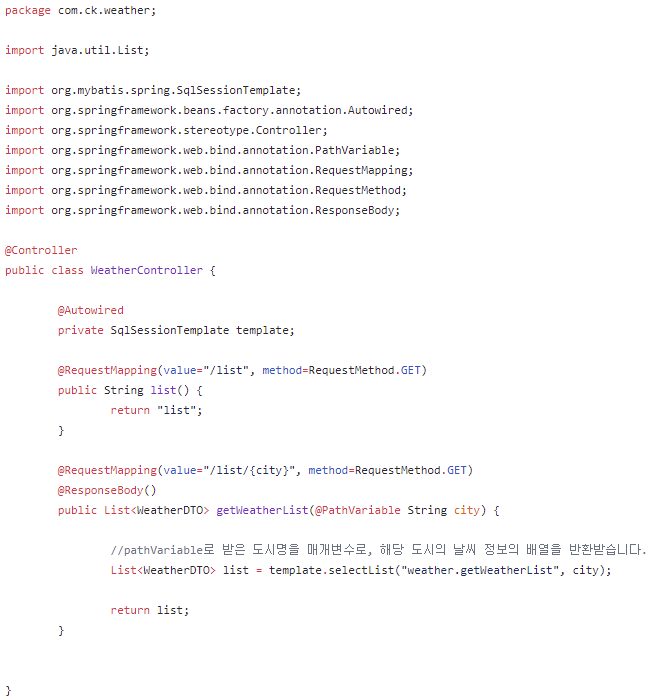 package com.ck.weather;
import java.util.List;
import org.mybatis.spring.SqlSessionTemplate;
import org.springframework.beans.factory.annotation.Autowired;
import org.springframework.stereotype.Controller;
import org.springframework.web.bind.annotation.PathVariable;
import org.springframework.web.bind.annotation.RequestMapping;
import org.springframework.web.bind.annotation.RequestMethod;
import org.springframework.web.bind.annotation.ResponseBody;
@Controller
public class WeatherController {
@Autowired
private SqlSessionTemplate template;
@RequestMapping(value="/list", method=RequestMethod.GET)
public String list() {
return "list";
}
@RequestMapping(value="/list/{city}", method=RequestMethod.GET)
@ResponseBody()
public List<WeatherDTO> getWeatherList(@PathVariable String city) {
//pathVariable로 받은 도시명을 매개변수로, 해당 도시의 날씨 정보의 배열을 반환받습니다.
List<WeatherDTO> list = template.selectList("weather.getWeatherList", city);
return list;
}
}